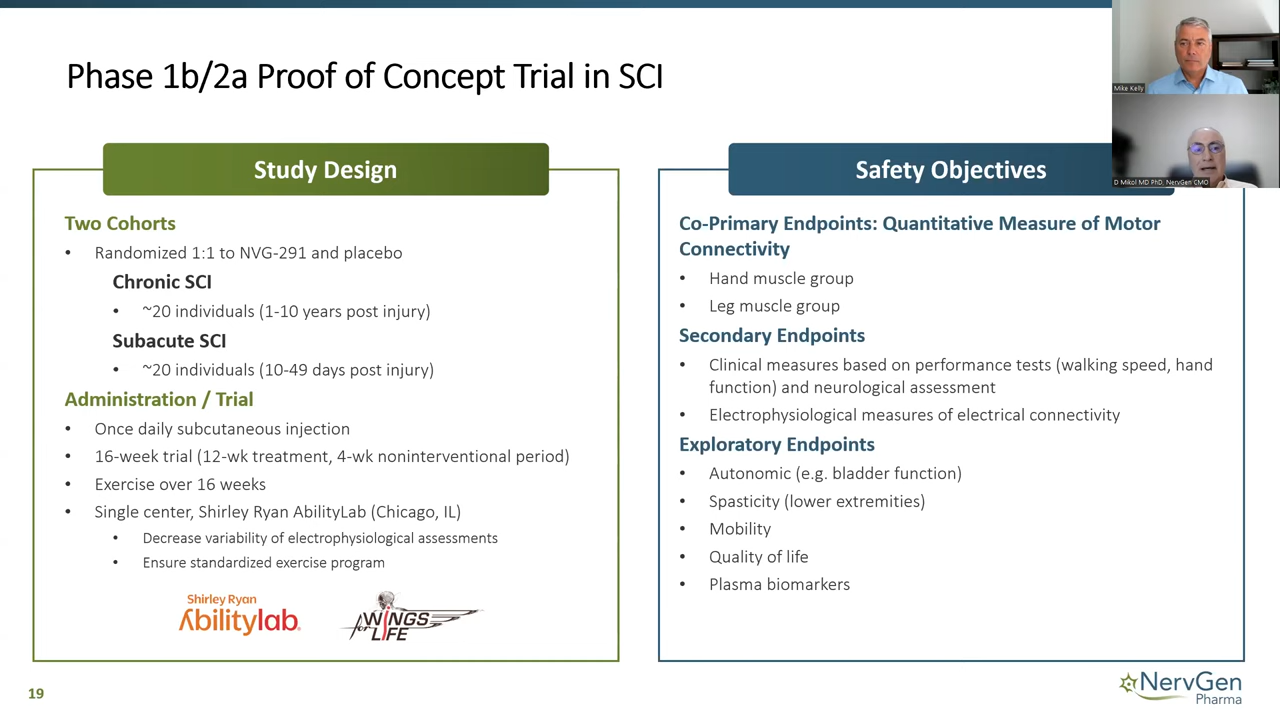 Phase 1b/2a Proof of Concept Trial in SCI
Mike Kelly
D Mikol MD PhD, NervGen CMO
Study Design
Two Cohorts
• Randomized 1:1 to NVG-291 and placebo
Chronic SCI
• ~20 individuals (1-10 years post injury)
Subacute SCI
• ~20 individuals (10-49 days post injury)
Administration / Trial
• Once daily subcutaneous injection
• 16-week trial (12-wk treatment, 4-wk noninterventional period)
• Exercise over 16 weeks
• Single center, Shirley Ryan AbilityLab (Chicago, IL)
• Decrease variability of electrophysiological assessments
• Ensure standardized exercise program
Shirley Ryan
Abilitylab
WINGS
for LIFE
Safety Objectives
Co-Primary Endpoints: Quantitative Measure of Motor
Connectivity
• Hand muscle group
• Leg muscle group
Secondary Endpoints
• Clinical measures based on performance tests (walking speed, hand
function) and neurological assessment
• Electrophysiological measures of electrical connectivity
Exploratory Endpoints
• Autonomic (e.g. bladder function)
• Spasticity (lower extremities)
• Mobility
• Quality of life
• Plasma biomarkers
19
NervGen
Pharma